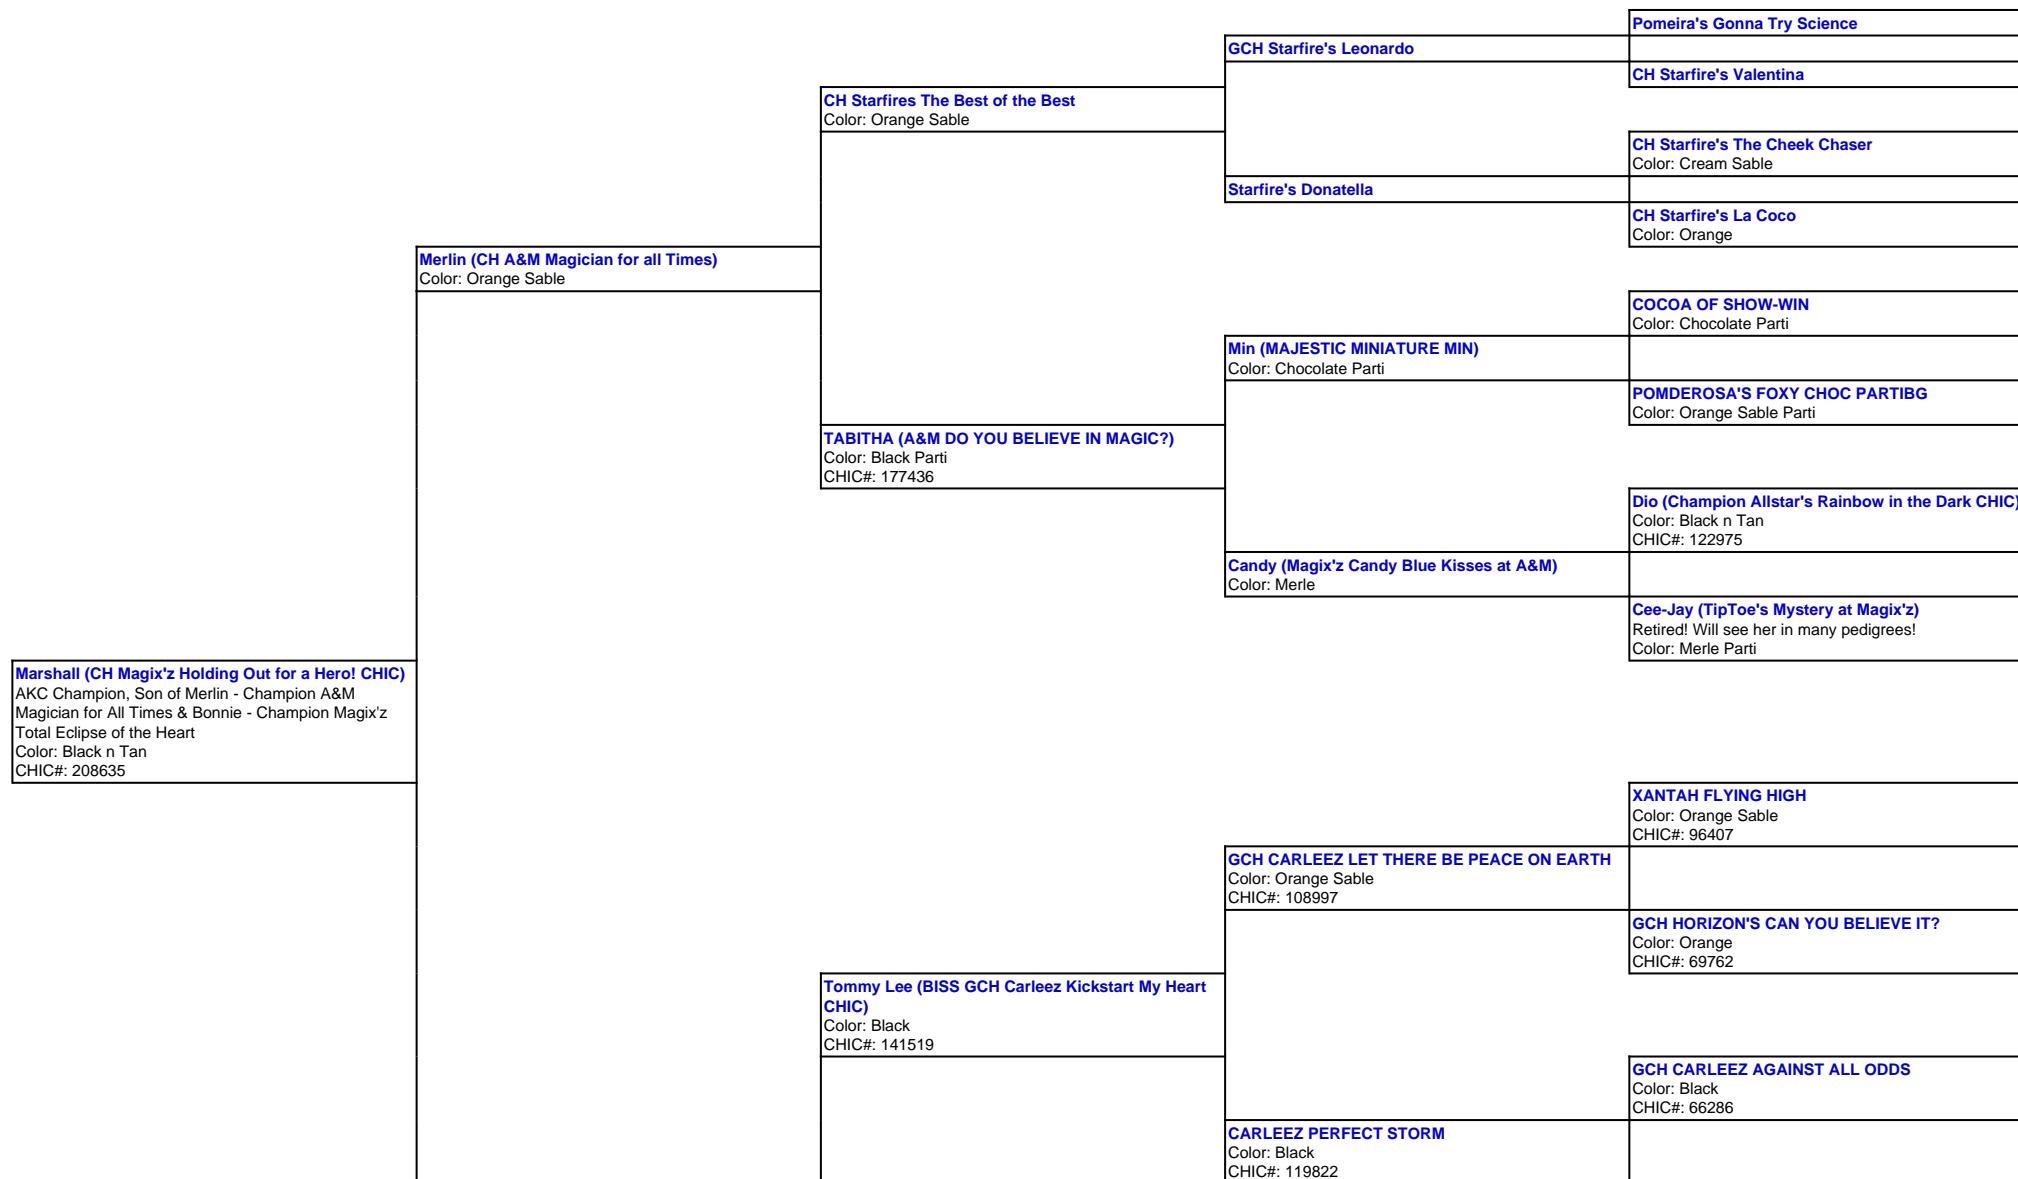 Pomeira's Gonna Try Science
GCH Starfire's Leonardo
CH Starfire's Valentina
CH Starfires The Best of the Best
Color: Orange Sable
CH Starfire's The Cheek Chaser
Color: Cream Sable
Starfire's Donatella
CH Starfire's La Coco
Color: Orange
Merlin (CH A&M Magician for all Times)
Color: Orange Sable
COCOA OF SHOW-WIN
Color: Chocolate Parti
Min (MAJESTIC MINIATURE MIN)
Color: Chocolate Parti
POMDEROSA'S FOXY CHOC PARTIBG
Color: Orange Sable Parti
TABITHA (A&M DO YOU BELIEVE IN MAGIC?)
Color: Black Parti
CHIC#: 177436
Dio (Champion Allstar's Rainbow in the Dark CHIC)
Color: Black n Tan
CHIC#: 122975
Candy (Magix'z Candy Blue Kisses at A&M)
Color: Merle
Cee-Jay (TipToe's Mystery at Magix'z)
Retired! Will see her in many pedigrees!
Color: Merle Parti
Marshall (CH Magix'z Holding Out for a Hero! CHIC)
AKC Champion, Son of Merlin - Champion A&M
Magician for All Times & Bonnie - Champion Magix'z
Total Eclipse of the Heart
Color: Black n Tan
CHIC#: 208635
XANTAH FLYING HIGH
Color: Orange Sable
CHIC#: 96407
GCH CARLEEZ LET THERE BE PEACE ON EARTH
Color: Orange Sable
CHIC#: 108997
GCH HORIZON'S CAN YOU BELIEVE IT?
Color: Orange
CHIC#: 69762
Tommy Lee (BISS GCH Carleez Kickstart My Heart
CHIC)
Color: Black
CHIC#: 141519
GCH CARLEEZ AGAINST ALL ODDS
Color: Black
CHIC#: 66286
CARLEEZ PERFECT STORM
Color: Black
CHIC#: 119822